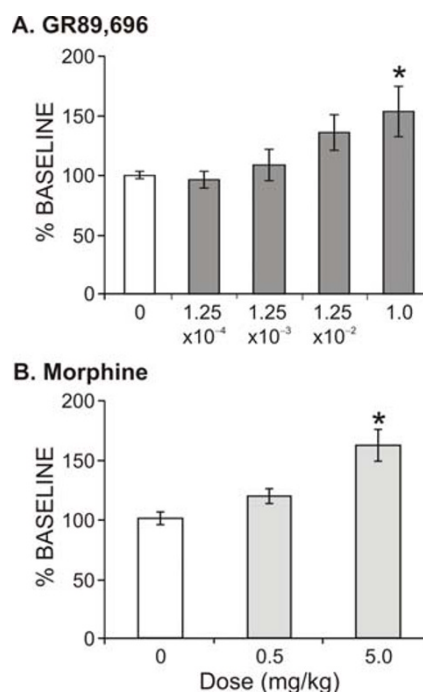 A. GR89,696
200
*
150
% BASELINE
100
50
0
0 1.25 1.25 1.25 1.0
x10⁻⁴ x10⁻³ x10⁻²
B. Morphine
200
*
150
% BASELINE
100
50
0
0 0.5 5.0
Dose (mg/kg)